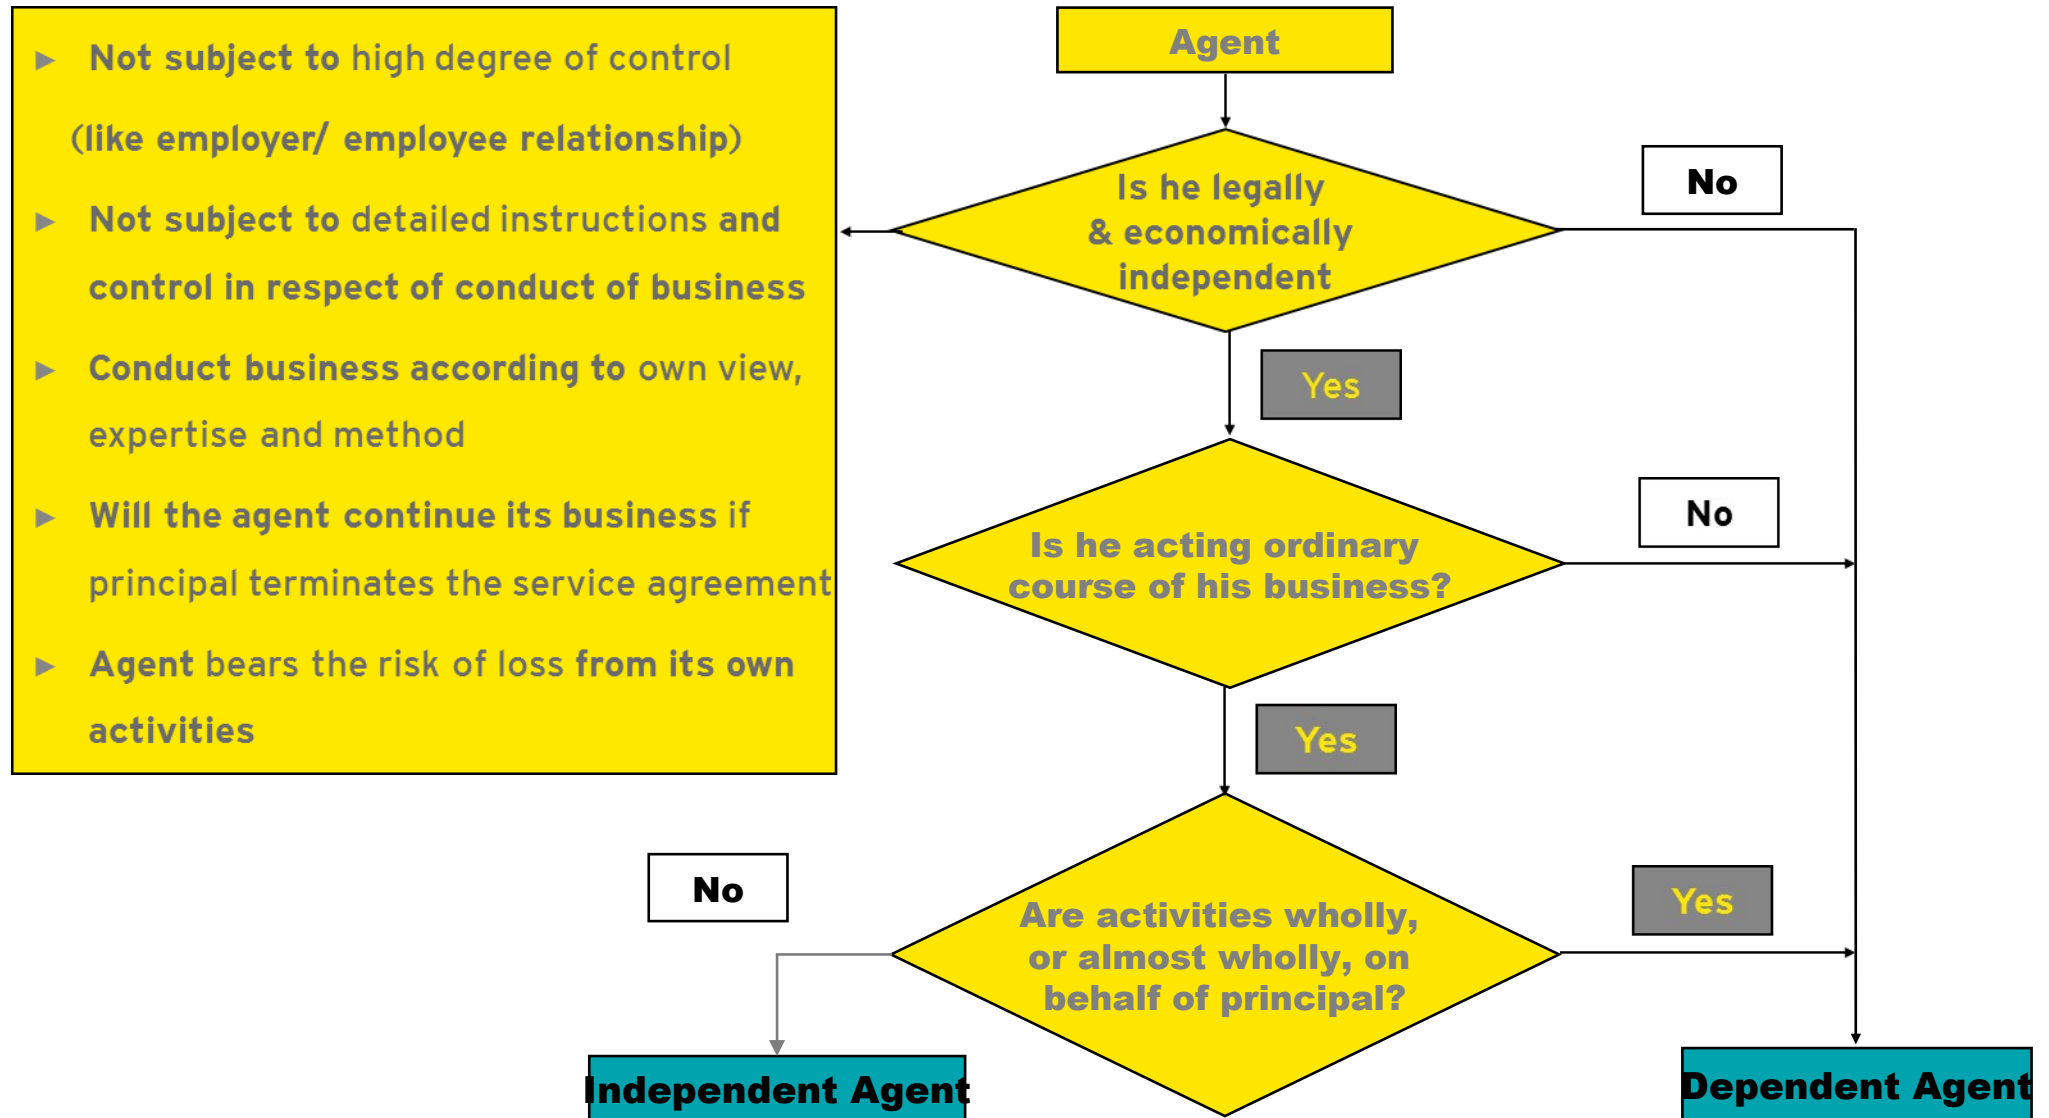 ► Not subject to high degree of control
(like employer/ employee relationship)
► Not subject to detailed instructions and
control in respect of conduct of business
► Conduct business according to own view,
expertise and method
► Will the agent continue its business if
principal terminates the service agreement
► Agent bears the risk of loss from its own
activities
Agent
Is he legally
& economically
independent
No
Yes
Is he acting ordinary
course of his business?
No
Yes
Are activities wholly,
or almost wholly, on
behalf of principal?
No
Yes
Independent Agent
Dependent Agent